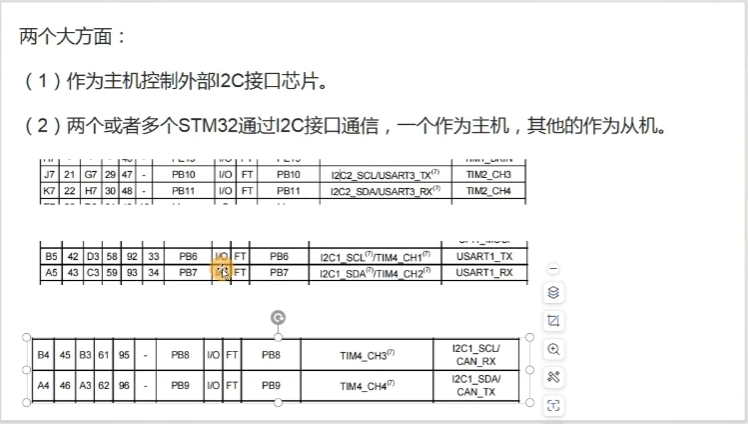 两个大方面：
（1）作为主机控制外部I2C接口芯片。
（2）两个或者多个STM32通过I2C接口通信，一个作为主机，其他的作为从机。
J7 21 G7 29 47 - PB10 I/O FT PB10 I2C2_SCL/USART3_TX(7) TIM2_CH3
K7 22 H7 30 48 - PB11 I/O FT PB11 I2C2_SDA/USART3_RX(7) TIM2_CH4
B5 42 D3 58 92 33 PB6 I/O FT PB6 I2C1_SCL(7)/TIM4_CH1(7) USART1_TX
A5 43 C3 59 93 34 PB7 FT PB7 I2C1_SDA(7)/TIM4_CH2(7) USART1_RX
B4 45 B3 61 95 - PB8 I/O FT PB8 TIM4_CH3(7) I2C1_SCL/
CAN_RX
A4 46 A3 62 96 - PB9 I/O FT PB9 TIM4_CH4(7) I2C1_SDA/
CAN_TX